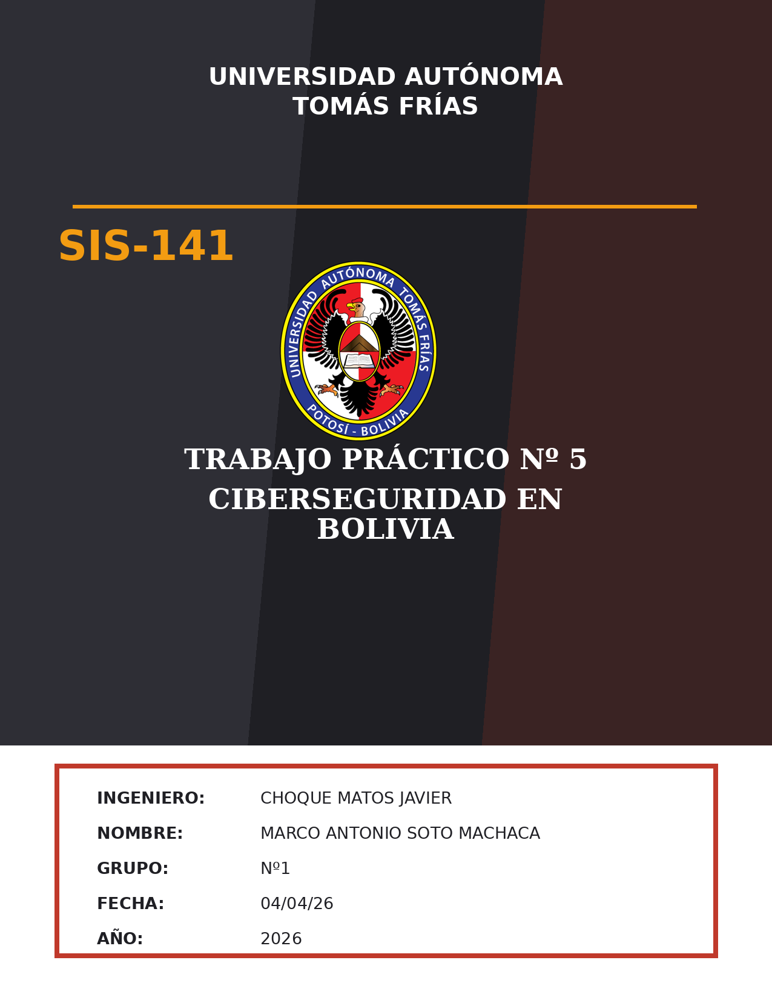 UNIVERSIDAD AUTÓNOMA
TOMÁS FRÍAS
SIS-141
UNIVERSIDAD AUTÓNOMA TOMÁS FRÍAS
POTOSÍ - BOLIVIA
TRABAJO PRÁCTICO Nº 5
CIBERSEGURIDAD EN
BOLIVIA
INGENIERO: CHOQUE MATOS JAVIER
NOMBRE: MARCO ANTONIO SOTO MACHACA
GRUPO: Nº1
FECHA: 04/04/26
AÑO: 2026